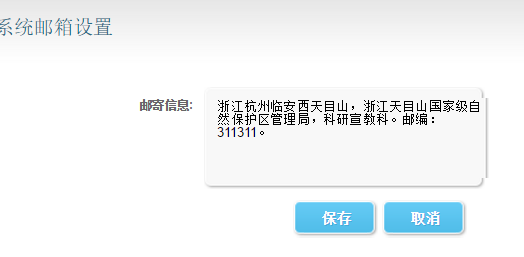 系统邮箱设置
邮寄信息:
浙江杭州临安西天目山，浙江天目山国家级自
然保护区管理局，科研宣教科。邮编：
311311。
保存 取消